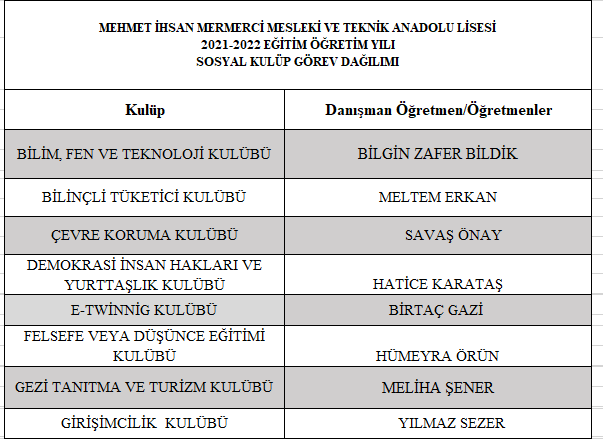 MEHMET İHSAN MERMERCİ MESLEKİ VE TEKNİK ANADOLU LİSESİ
2021-2022 EĞİTİM ÖĞRETİM YILI
SOSYAL KULÜP GÖREV DAĞILIMI
Kulüp Danışman Öğretmen/Öğretmenler
BİLİM, FEN VE TEKNOLOJİ KULÜBÜ BİLGİN ZAFER BİLDİK
BİLİNÇLİ TÜKETİCİ KULÜBÜ MELTEM ERKAN
ÇEVRE KORUMA KULÜBÜ SAVAŞ ÖNAY
DEMOKRASİ İNSAN HAKLARI VE
YURTTAŞLIK KULÜBÜ HATİCE KARATAŞ
E-TWİNNİG KULÜBÜ BİRTAÇ GAZİ
FELSEFE VEYA DÜŞÜNCE EĞİTİMİ
KULÜBÜ HÜMEYRA ÖRÜN
GEZİ TANITMA VE TURİZM KULÜBÜ MELİHA ŞENER
GİRİŞİMCİLİK KULÜBÜ YILMAZ SEZER